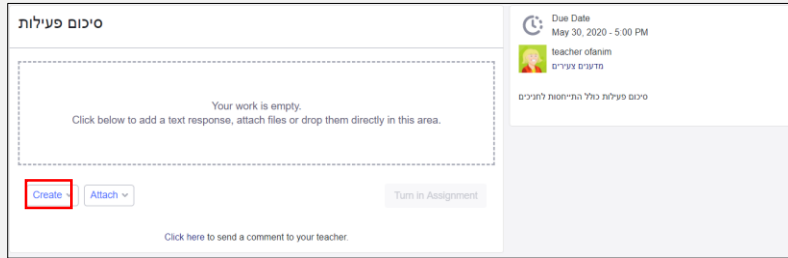 סיכום פעילות
Your work is empty.
Click below to add a text response, attach files or drop them directly in this area.
Create
Attach
Turn in Assignment
Click here to send a comment to your teacher.
Due Date
May 30, 2020 - 5:00 PM
teacher ofanim
מדענים צעירים
סיכום פעילות כולל התייחסות לחניכים